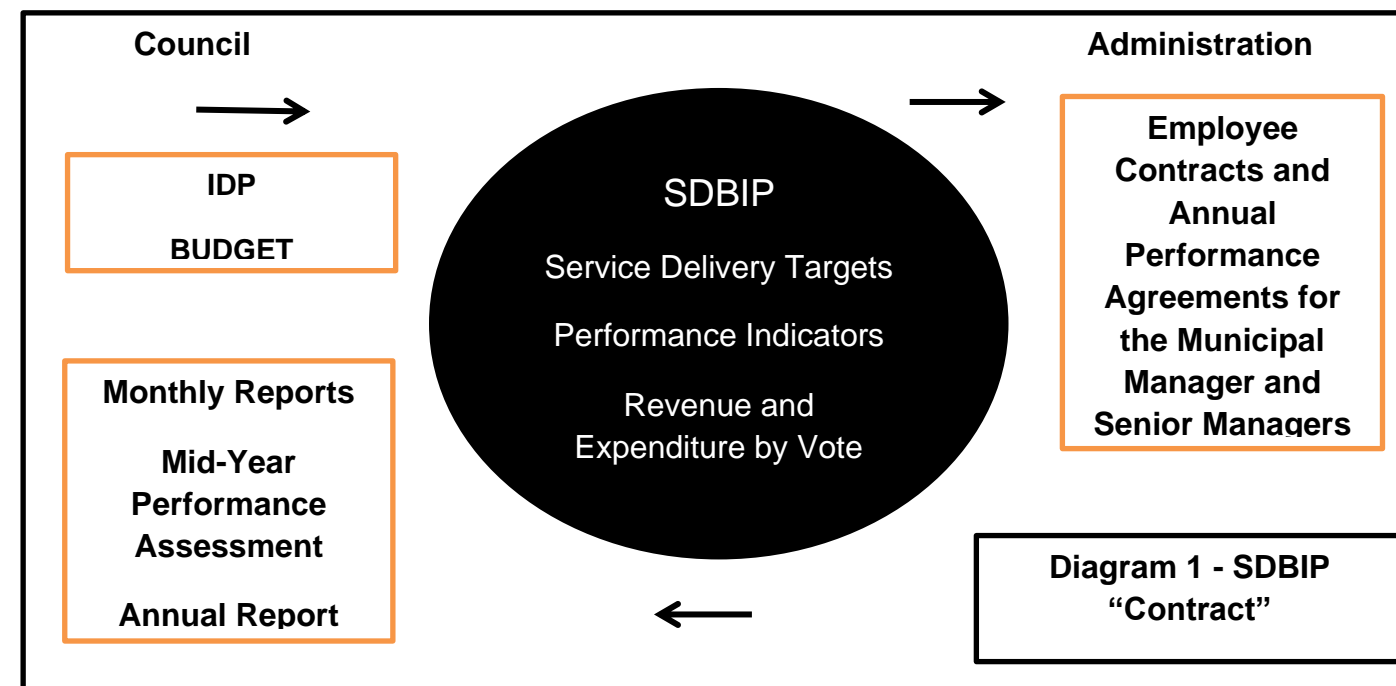 Council
Administration
IDP
BUDGET
Monthly Reports
Mid-Year
Performance
Assessment
Annual Report
SDBIP
Service Delivery Targets
Performance Indicators
Revenue and
Expenditure by Vote
Employee
Contracts and
Annual
Performance
Agreements for
the Municipal
Manager and
Senior Managers
Diagram 1 - SDBIP
“Contract”